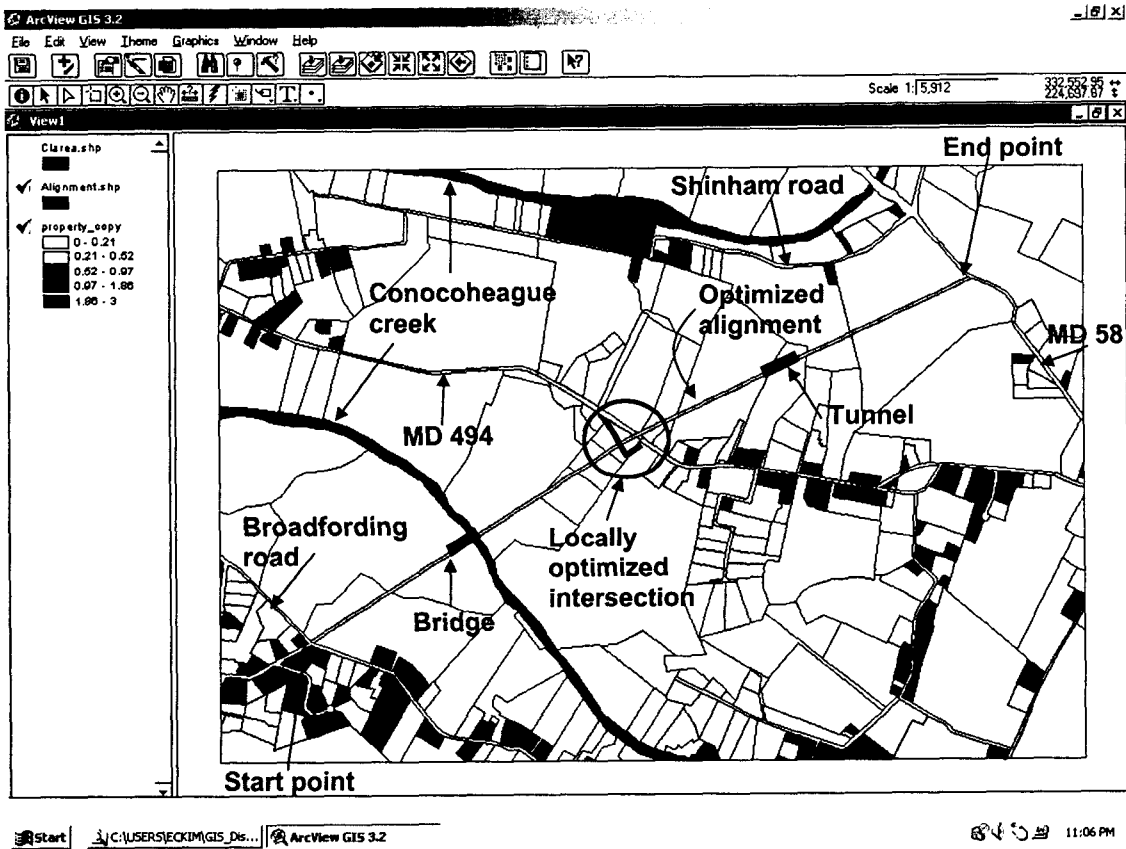 ArcView GIS 3.2
File Edit View Theme Graphics Window Help
Scale 1: 5,912
332,552.95
224,697.87
View1
Clarea.shp
Alignment.shp
property_copy
0 - 0.21
0.21 - 0.52
0.52 - 0.97
0.97 - 1.86
1.86 - 3
End point
Shinham road
Conocoheague
creek
Optimized
alignment
MD 58
MD 494
Tunnel
Broadfording
road
Locally
optimized
intersection
Bridge
Start point
Start
C:\USERS\ECKIM\GIS_Dis...
ArcView GIS 3.2
11:06 PM